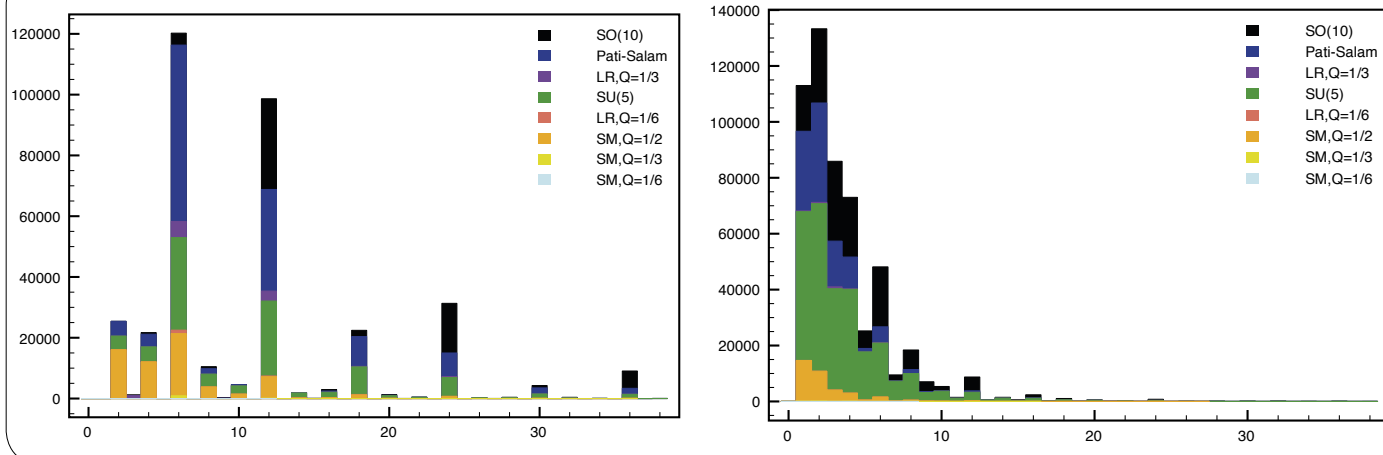 120000
100000
80000
60000
40000
20000
0
0
10
20
30
SO(10)
Pati-Salam
LR,Q=1/3
SU(5)
LR,Q=1/6
SM,Q=1/2
SM,Q=1/3
SM,Q=1/6
140000
120000
100000
80000
60000
40000
20000
0
0
10
20
30
SO(10)
Pati-Salam
LR,Q=1/3
SU(5)
LR,Q=1/6
SM,Q=1/2
SM,Q=1/3
SM,Q=1/6